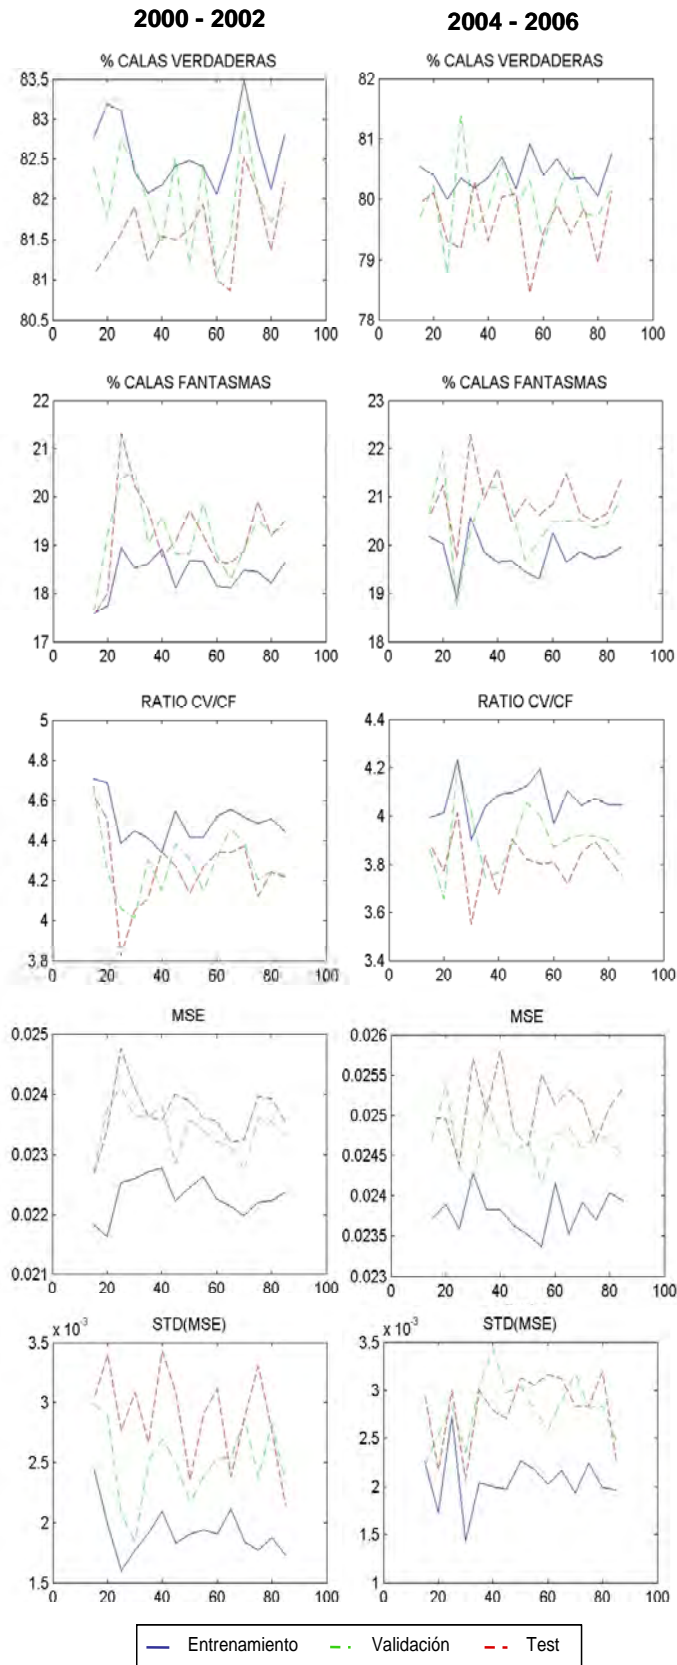 2000 - 2002
2004 - 2006
% CALAS VERDADERAS
83.5
83
82.5
82
81.5
81
80.5
0 20 40 60 80 100
% CALAS VERDADERAS
82
81
80
79
78
0 20 40 60 80 100
% CALAS FANTASMAS
22
21
20
19
18
17
0 20 40 60 80 100
% CALAS FANTASMAS
23
22
21
20
19
18
0 20 40 60 80 100
RATIO CV/CF
5
4.8
4.6
4.4
4.2
4
3.8
0 20 40 60 80 100
RATIO CV/CF
4.4
4.2
4
3.8
3.6
3.4
0 20 40 60 80 100
MSE
0.025
0.024
0.023
0.022
0.021
0 20 40 60 80 100
MSE
0.026
0.0255
0.025
0.0245
0.024
0.0235
0.023
0 20 40 60 80 100
x 10⁻³ STD(MSE)
3.5
3
2.5
2
1.5
0 20 40 60 80 100
x 10⁻³ STD(MSE)
3.5
3
2.5
2
1.5
1
0 20 40 60 80 100
Entrenamiento Validación Test